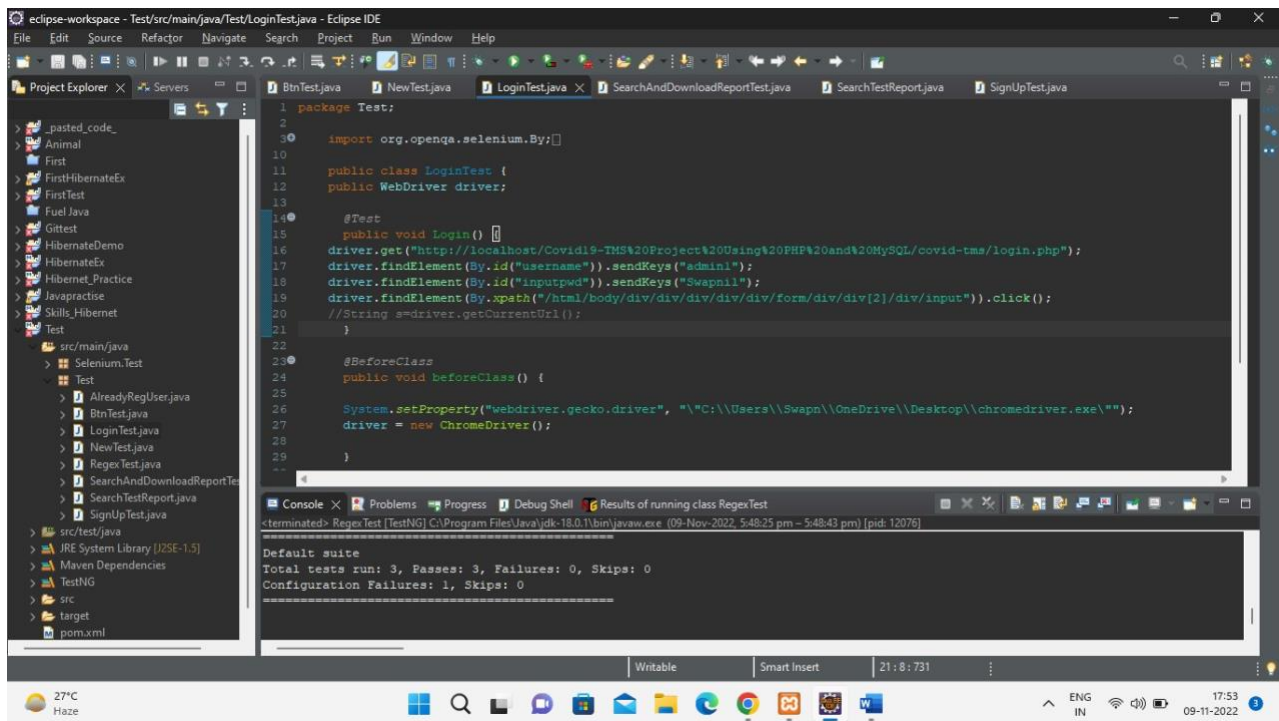 eclipse-workspace - Test/src/main/java/Test/LoginTest.java - Eclipse IDE
File Edit Source Refactor Navigate Search Project Run Window Help
Project Explorer Servers
BtnTest.java NewTest.java LoginTest.java SearchAndDownloadReportTest.java SearchTestReport.java SignUpTest.java
_pasted_code_
Animal
First
FirstHibernateEx
FirstTest
Fuel Java
Gittest
HibernateDemo
HibernateEx
Hibernet_Practice
Javapractise
Skills_Hibernet
Test
src/main/java
Selenium.Test
Test
AlreadyRegUser.java
BtnTest.java
LoginTest.java
NewTest.java
RegexTest.java
SearchAndDownloadReportTes
SearchTestReport.java
SignUpTest.java
src/test/java
JRE System Library [J2SE-1.5]
Maven Dependencies
TestNG
src
target
pom.xml
1 package Test;
2
3 import org.openqa.selenium.By;
10
11 public class LoginTest {
12 public WebDriver driver;
13
14 @Test
15 public void Login() {
16 driver.get("http://localhost/Covid19-TMS%20Project%20Using%20PHP%20and%20MySQL/covid-tms/login.php");
17 driver.findElement(By.id("username")).sendKeys("admin1");
18 driver.findElement(By.id("inputpwd")).sendKeys("Swapnil");
19 driver.findElement(By.xpath("/html/body/div/div/div/div/div/form/div/div[2]/div/input")).click();
20 //String s=driver.getCurrentUrl();
21 }
22
23 @BeforeClass
24 public void beforeClass() {
25
26 System.setProperty("webdriver.gecko.driver", "\"C:\\Users\\Swapn\\OneDrive\\Desktop\\chromedriver.exe\"");
27 driver = new ChromeDriver();
28
29 }
Console Problems Progress Debug Shell Results of running class RegexTest
<terminated> RegexTest [TestNG] C:\Program Files\Java\jdk-18.0.1\bin\javaw.exe (09-Nov-2022, 5:48:25 pm – 5:48:43 pm) [pid: 12076]
===============================================
Default suite
Total tests run: 3, Passes: 3, Failures: 0, Skips: 0
Configuration Failures: 1, Skips: 0
===============================================
Writable Smart Insert 21 : 8 : 731
27°C
Haze
ENG
IN
17:53
09-11-2022
3